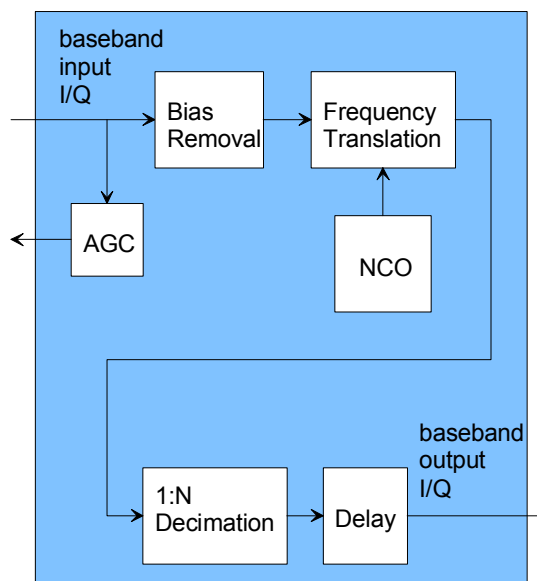 baseband
input
I/Q
Bias
Removal
Frequency
Translation
AGC
NCO
baseband
output
I/Q
1:N
Decimation
Delay